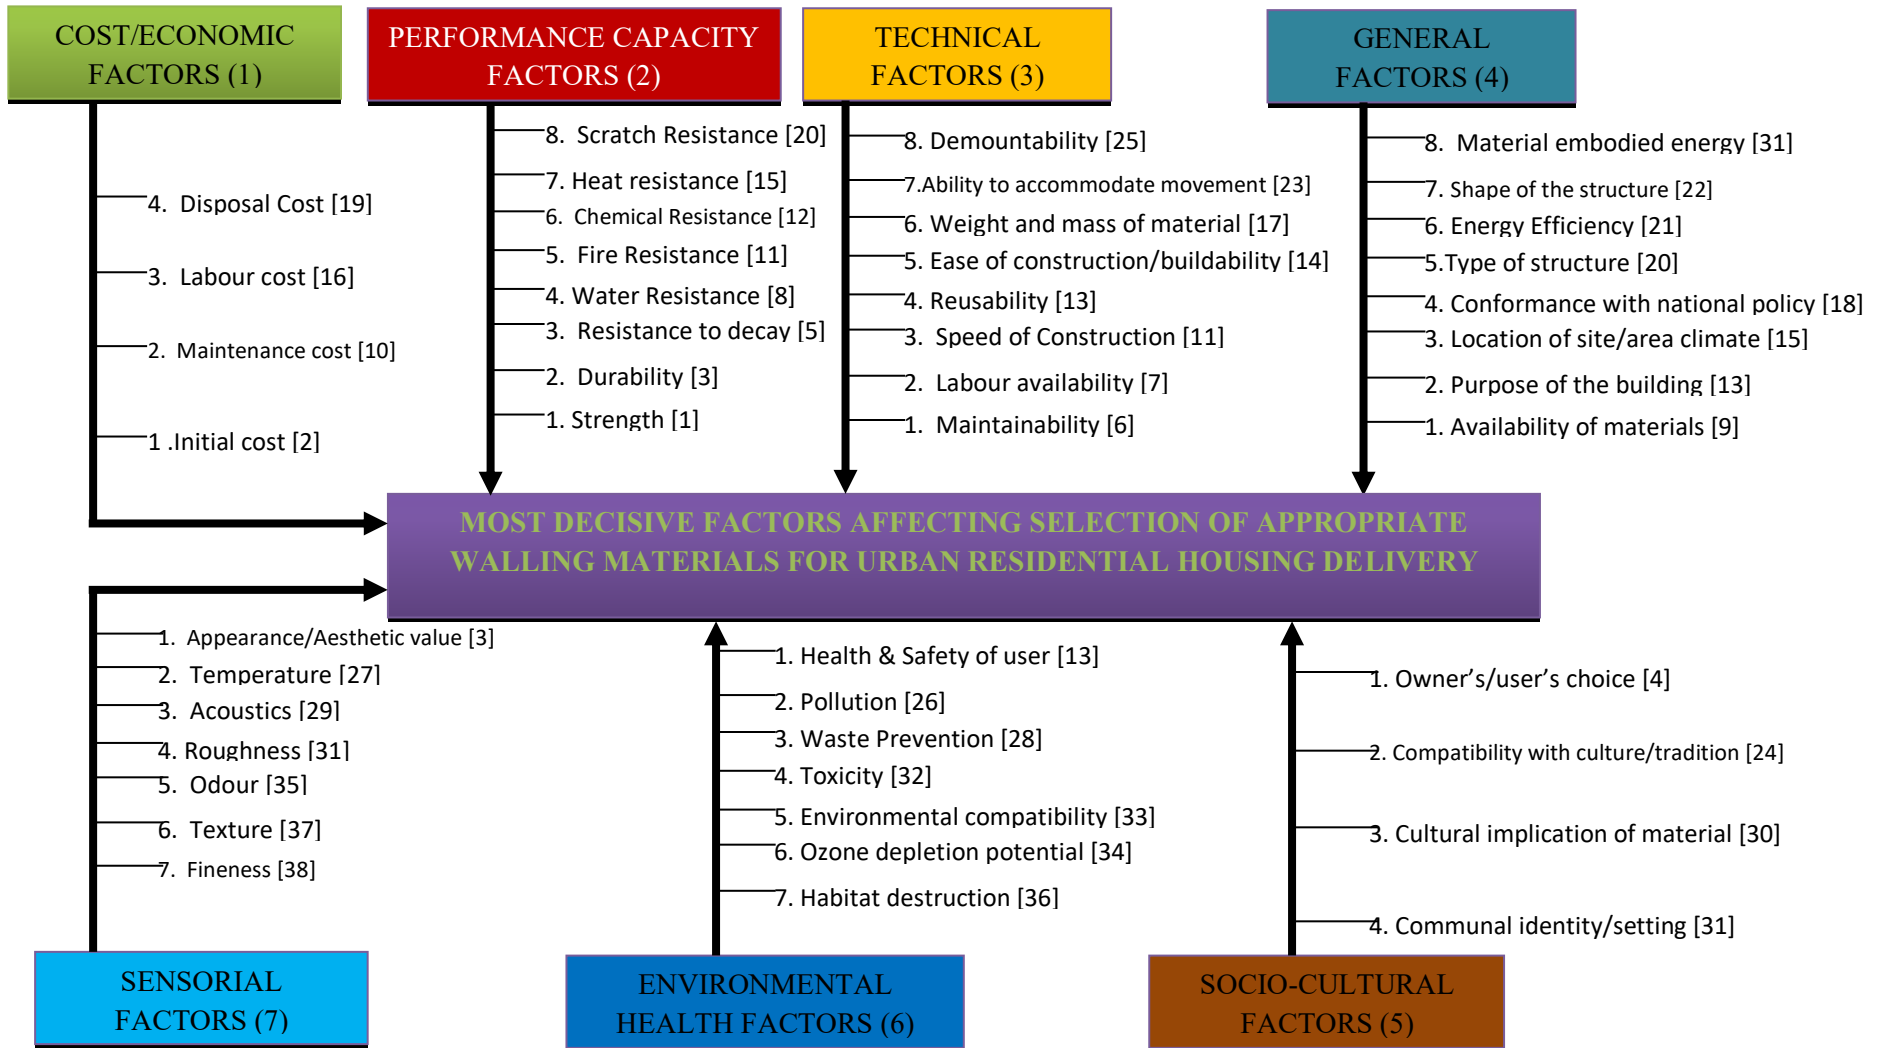 COST/ECONOMIC
FACTORS (1)
4. Disposal Cost [19]
3. Labour cost [16]
2. Maintenance cost [10]
1 .Initial cost [2]
PERFORMANCE CAPACITY
FACTORS (2)
8. Scratch Resistance [20]
7. Heat resistance [15]
6. Chemical Resistance [12]
5. Fire Resistance [11]
4. Water Resistance [8]
3. Resistance to decay [5]
2. Durability [3]
1. Strength [1]
TECHNICAL
FACTORS (3)
8. Demountability [25]
7.Ability to accommodate movement [23]
6. Weight and mass of material [17]
5. Ease of construction/buildability [14]
4. Reusability [13]
3. Speed of Construction [11]
2. Labour availability [7]
1. Maintainability [6]
GENERAL
FACTORS (4)
8. Material embodied energy [31]
7. Shape of the structure [22]
6. Energy Efficiency [21]
5.Type of structure [20]
4. Conformance with national policy [18]
3. Location of site/area climate [15]
2. Purpose of the building [13]
1. Availability of materials [9]
MOST DECISIVE FACTORS AFFECTING SELECTION OF APPROPRIATE
WALLING MATERIALS FOR URBAN RESIDENTIAL HOUSING DELIVERY
1. Appearance/Aesthetic value [3]
2. Temperature [27]
3. Acoustics [29]
4. Roughness [31]
5. Odour [35]
6. Texture [37]
7. Fineness [38]
SENSORIAL
FACTORS (7)
1. Health & Safety of user [13]
2. Pollution [26]
3. Waste Prevention [28]
4. Toxicity [32]
5. Environmental compatibility [33]
6. Ozone depletion potential [34]
7. Habitat destruction [36]
ENVIRONMENTAL
HEALTH FACTORS (6)
1. Owner’s/user’s choice [4]
2. Compatibility with culture/tradition [24]
3. Cultural implication of material [30]
4. Communal identity/setting [31]
SOCIO-CULTURAL
FACTORS (5)